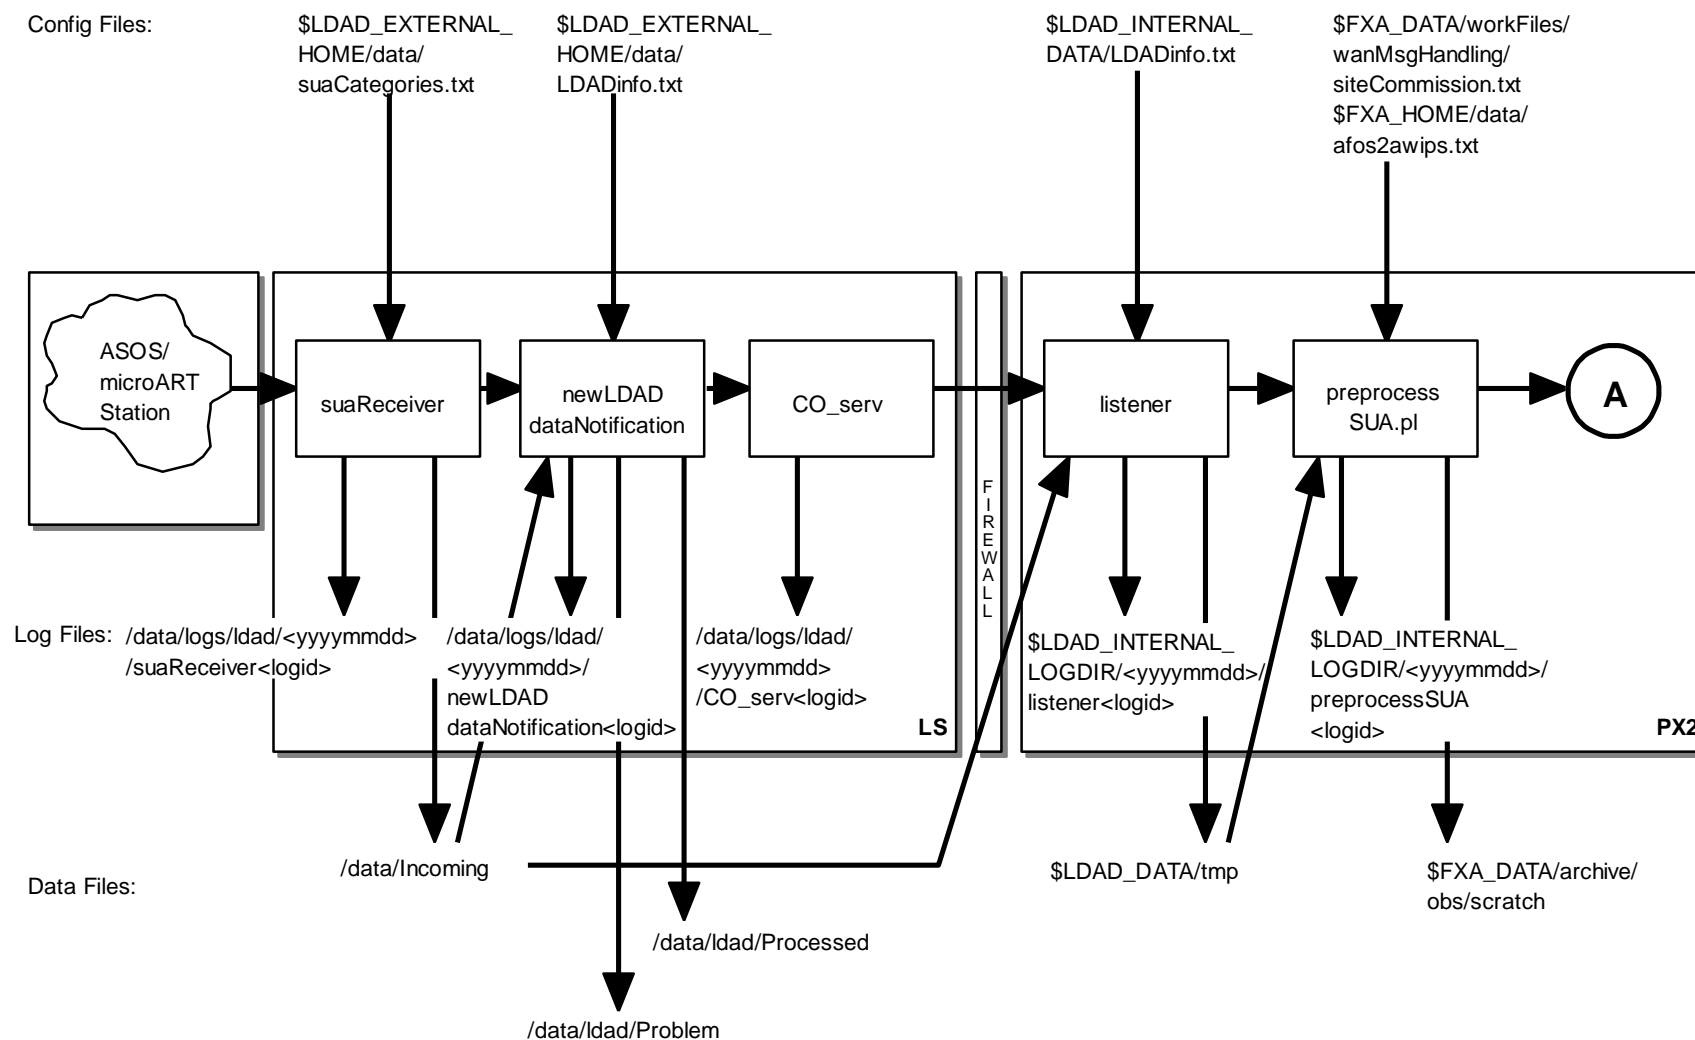 Config Files:
$LDAD_EXTERNAL_
HOME/data/
suaCategories.txt
$LDAD_EXTERNAL_
HOME/data/
LDADinfo.txt
$LDAD_INTERNAL_
DATA/LDADinfo.txt
$FXA_DATA/workFiles/
wanMsgHandling/
siteCommission.txt
$FXA_HOME/data/
afos2awips.txt
ASOS/
microART
Station
suaReceiver
newLDAD
dataNotification
CO_serv
listener
preprocess
SUA.pl
A
FIREWALL
Log Files:
/data/logs/ldad/<yyyymmdd>
/suaReceiver<logid>
/data/logs/ldad/
<yyyymmdd>/
newLDAD
dataNotification<logid>
/data/logs/ldad/
<yyyymmdd>
/CO_serv<logid>
LS
$LDAD_INTERNAL_
LOGDIR/<yyyymmdd>/
listener<logid>
$LDAD_INTERNAL_
LOGDIR/<yyyymmdd>/
preprocessSUA
<logid>
PX2
Data Files:
/data/Incoming
$LDAD_DATA/tmp
$FXA_DATA/archive/
obs/scratch
/data/ldad/Processed
/data/ldad/Problem